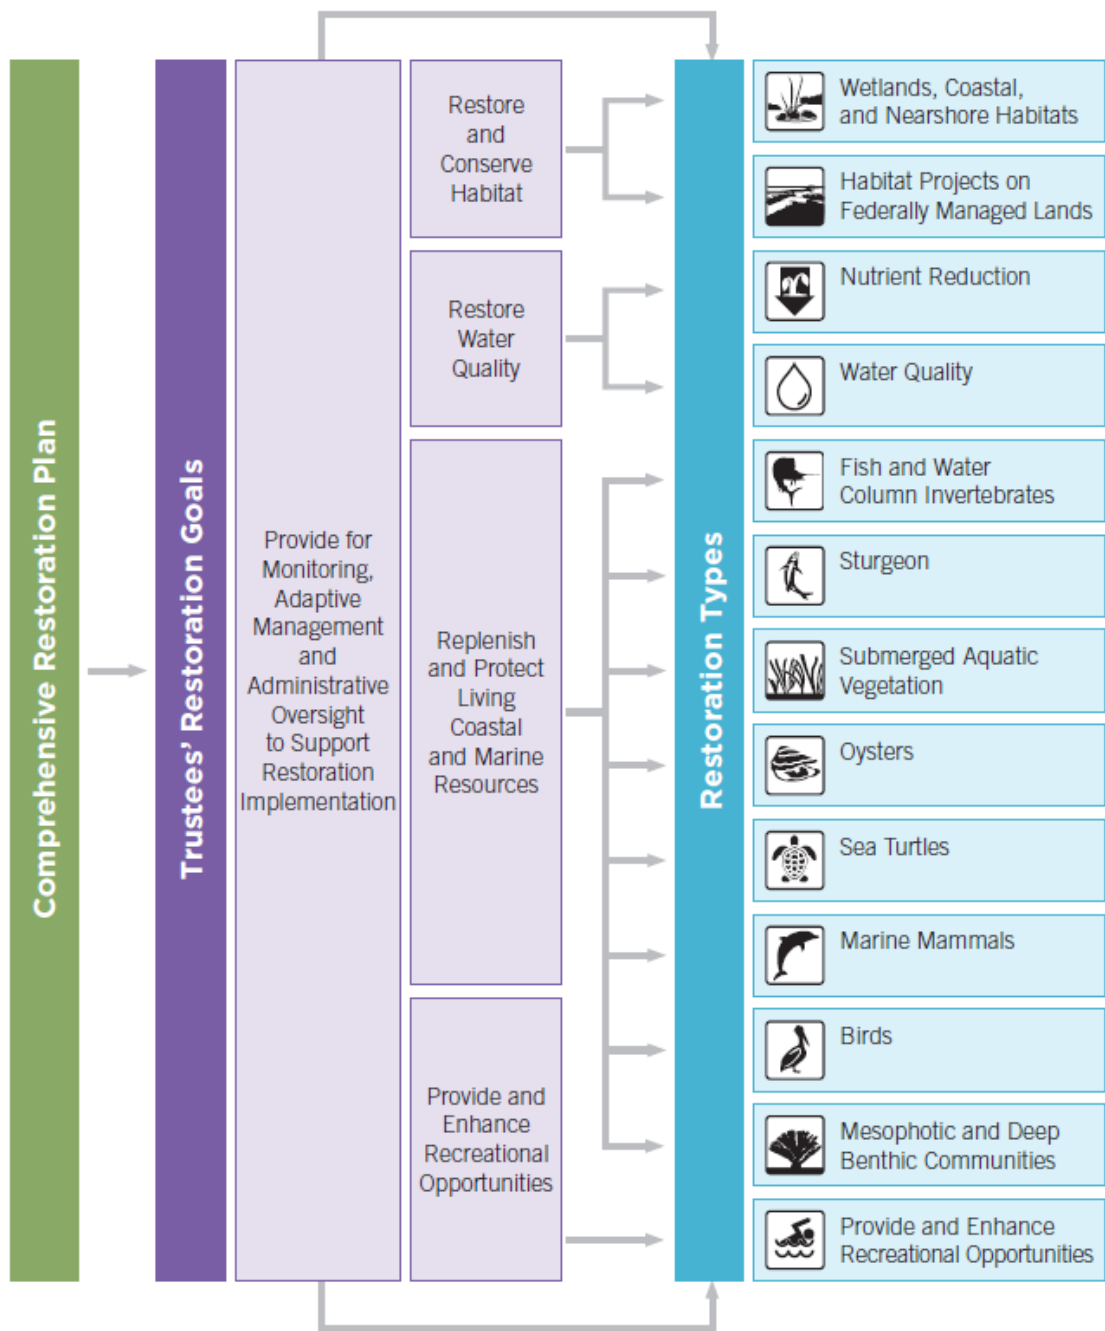 Comprehensive Restoration Plan
Trustees' Restoration Goals
Provide for
Monitoring,
Adaptive
Management
and
Administrative
Oversight
to Support
Restoration
Implementation
Restore
and
Conserve
Habitat
Restore
Water
Quality
Replenish
and Protect
Living
Coastal
and Marine
Resources
Provide and
Enhance
Recreational
Opportunities
Restoration Types
Wetlands, Coastal,
and Nearshore Habitats
Habitat Projects on
Federally Managed Lands
Nutrient Reduction
Water Quality
Fish and Water
Column Invertebrates
Sturgeon
Submerged Aquatic
Vegetation
Oysters
Sea Turtles
Marine Mammals
Birds
Mesophotic and Deep
Benthic Communities
Provide and Enhance
Recreational Opportunities